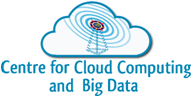 Centre for Cloud Computing
and Big Data